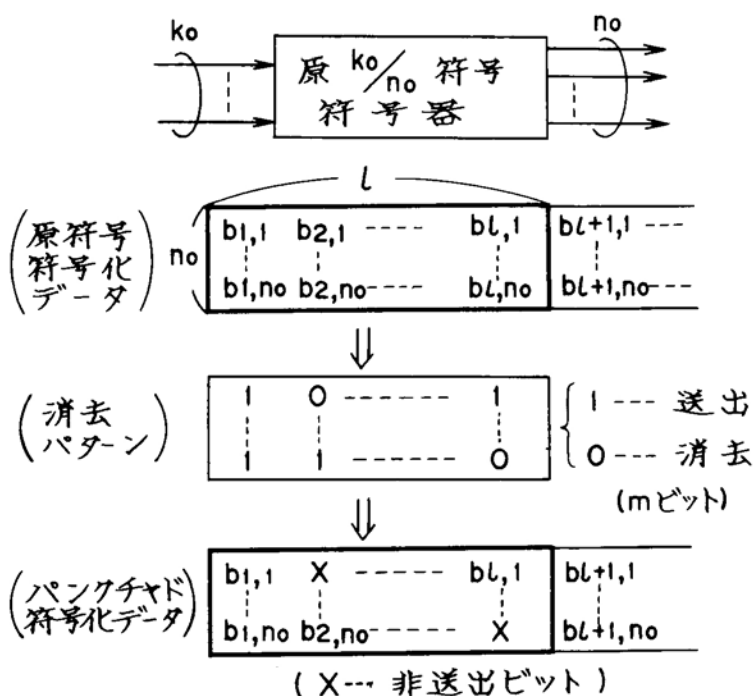 ko no
原 ko/no 符号
符号器
l
(原符号 符号化 データ)
no
b1,1 b2,1 ---- bl,1 bl+1,1 ---
b1,no b2,no --- bl,no bl+1,no ---
⇓
(消去 パターン)
1 0 ------ 1
1 1 ------ 0
1 --- 送出
0 --- 消去
(mビット)
⇓
(パンクチャド 符号化データ)
b1,1 X ----- bl,1 bl+1,1
b1,no b2,no ----- X bl+1,no
(X--- 非送出ビット)